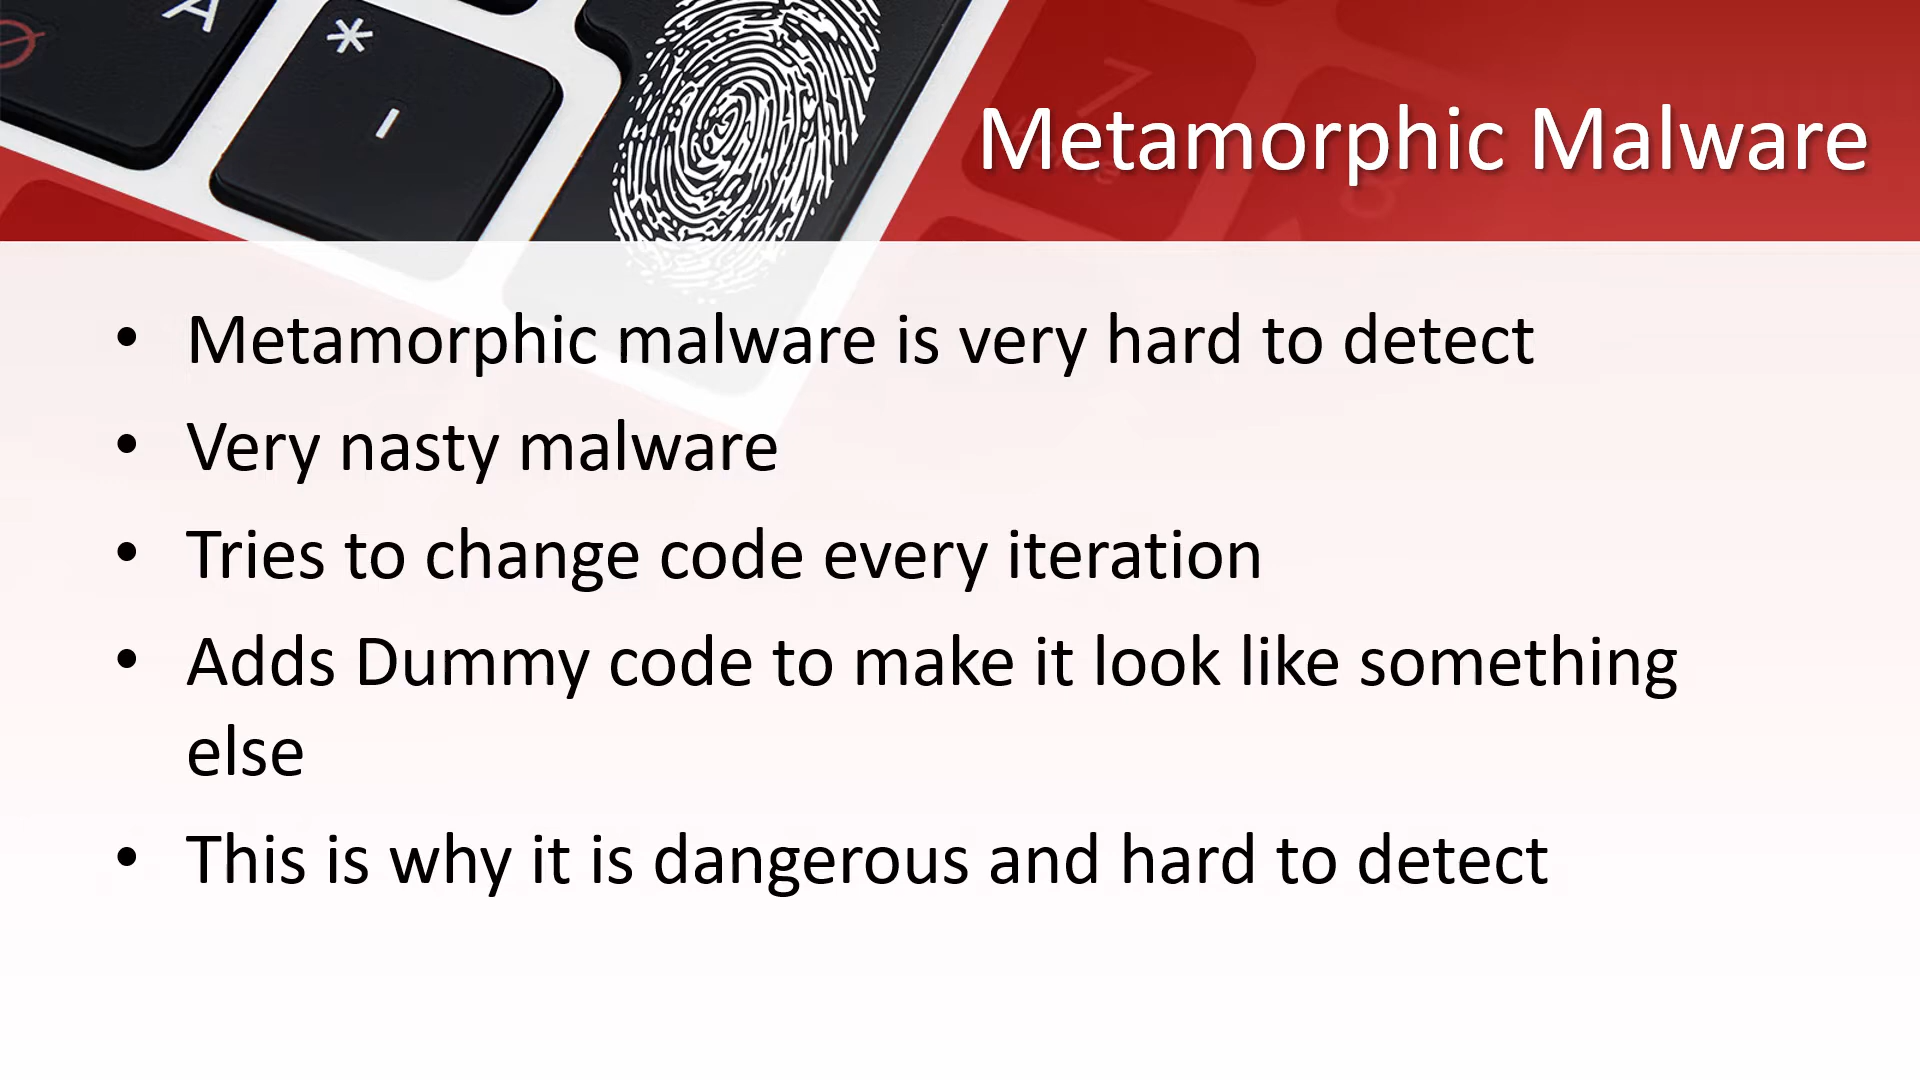 A
*
-
7
Metamorphic Malware
• Metamorphic malware is very hard to detect
• Very nasty malware
• Tries to change code every iteration
• Adds Dummy code to make it look like something
else
• This is why it is dangerous and hard to detect